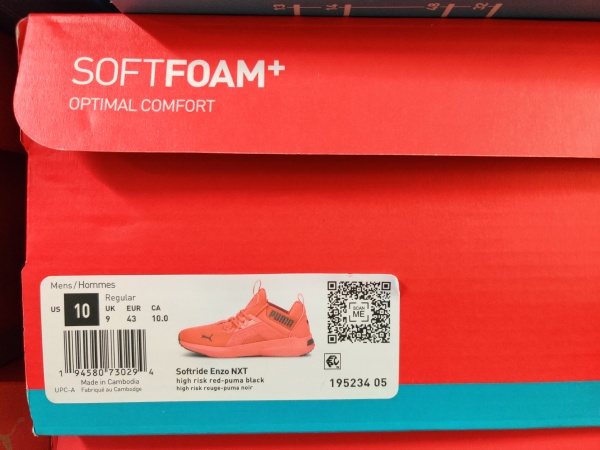 SOFTFOAM+
OPTIMAL COMFORT
Mens/Hommes
Regular
US 10 UK EUR CA
9 43 10.0
1 94580 73029 4
Made in Cambodia
UPC-A Fabriqué au Cambodge
PUMA
Softride Enzo NXT
high risk red-puma black
high risk rouge-puma noir
SCAN
ME
195234 05